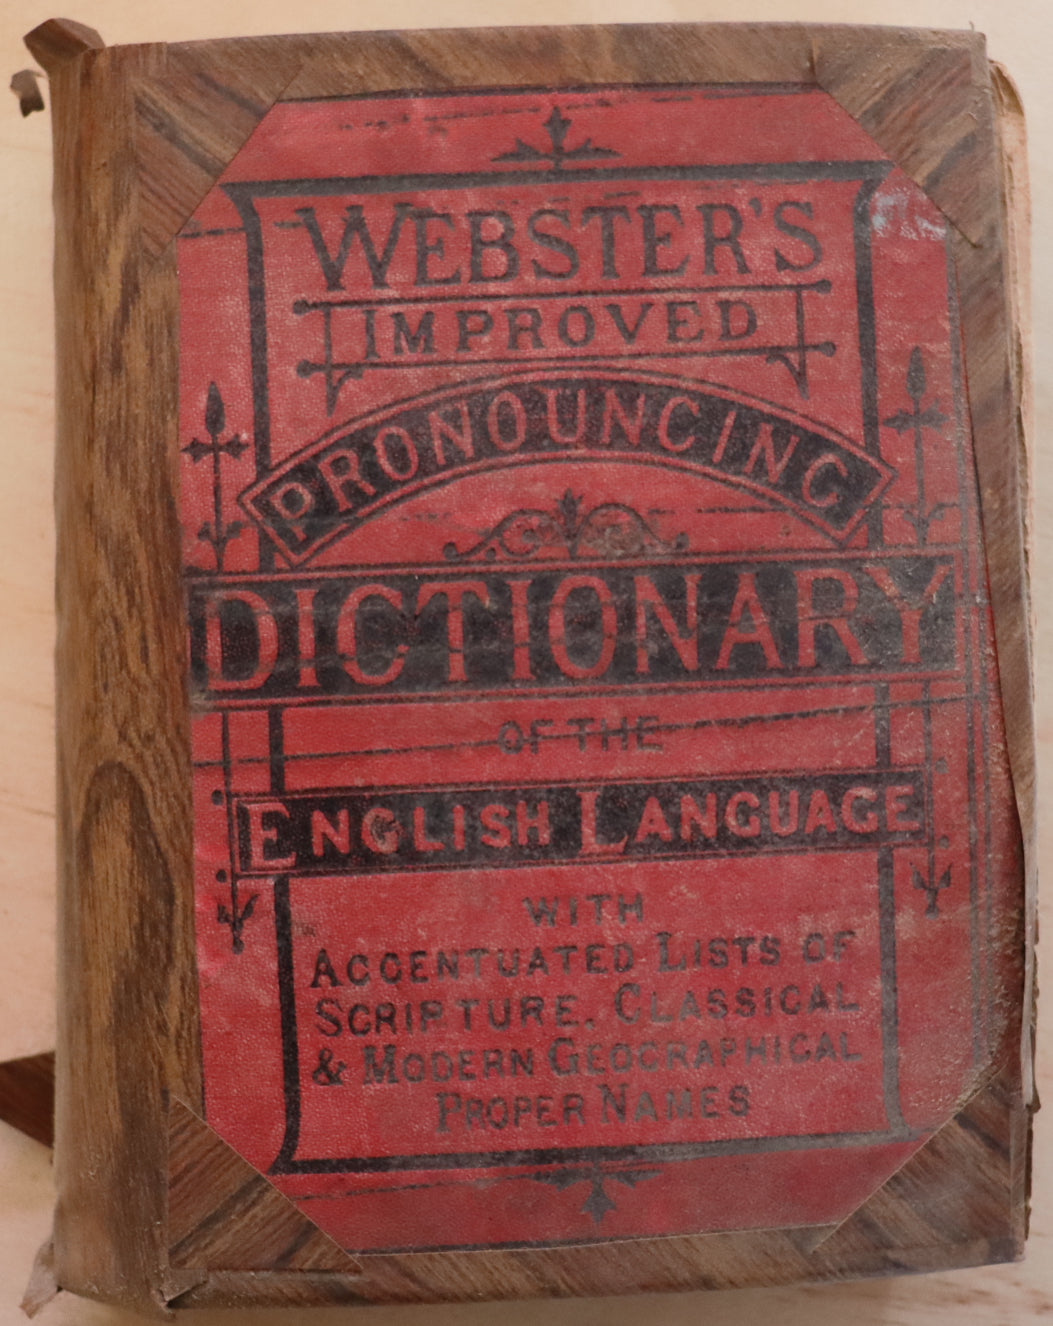 WEBSTER'S
IMPROVED
PRONOUNCING
DICTIONARY
OF THE
ENGLISH LANGUAGE
WITH
ACCENTUATED LISTS OF
SCRIPTURE, CLASSICAL
& MODERN GEOGRAPHICAL
PROPER NAMES